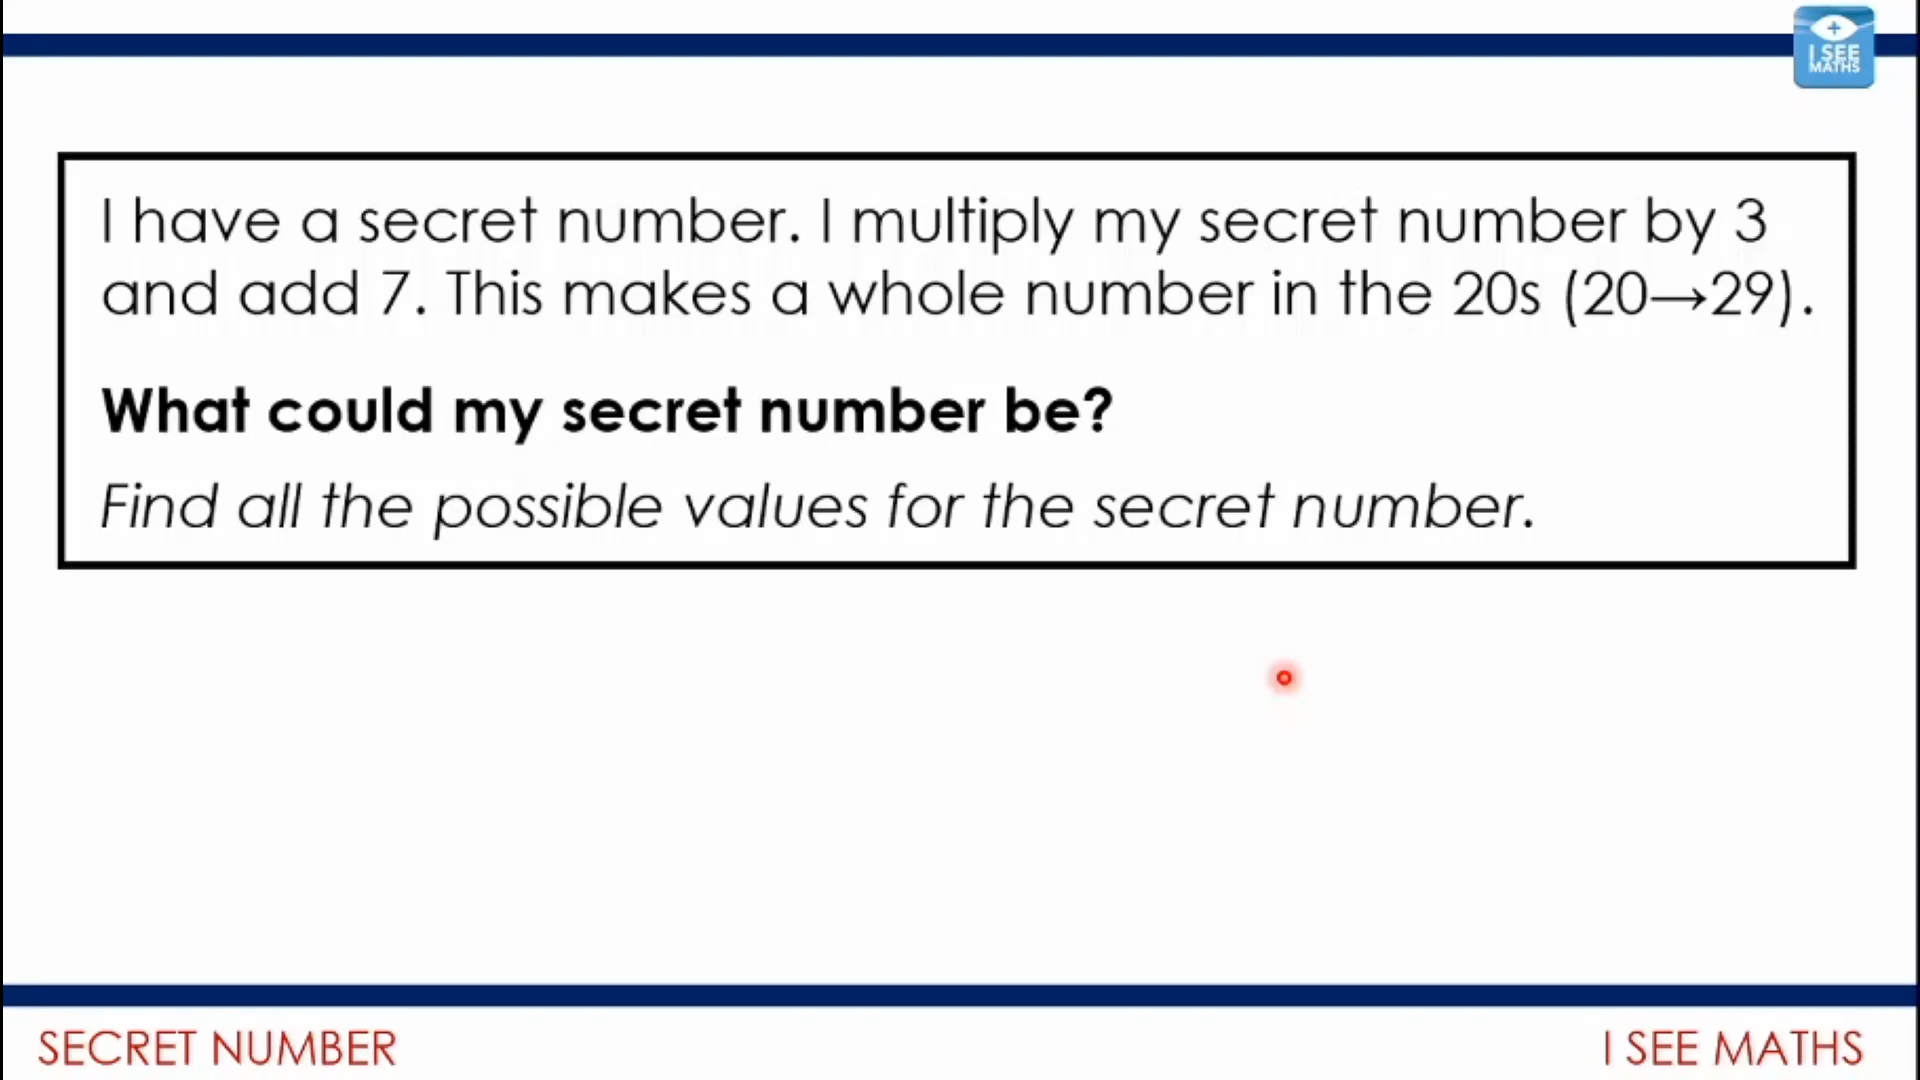 I SEE
MATHS
I have a secret number. I multiply my secret number by 3
and add 7. This makes a whole number in the 20s (20→29).
What could my secret number be?
Find all the possible values for the secret number.
SECRET NUMBER
I SEE MATHS